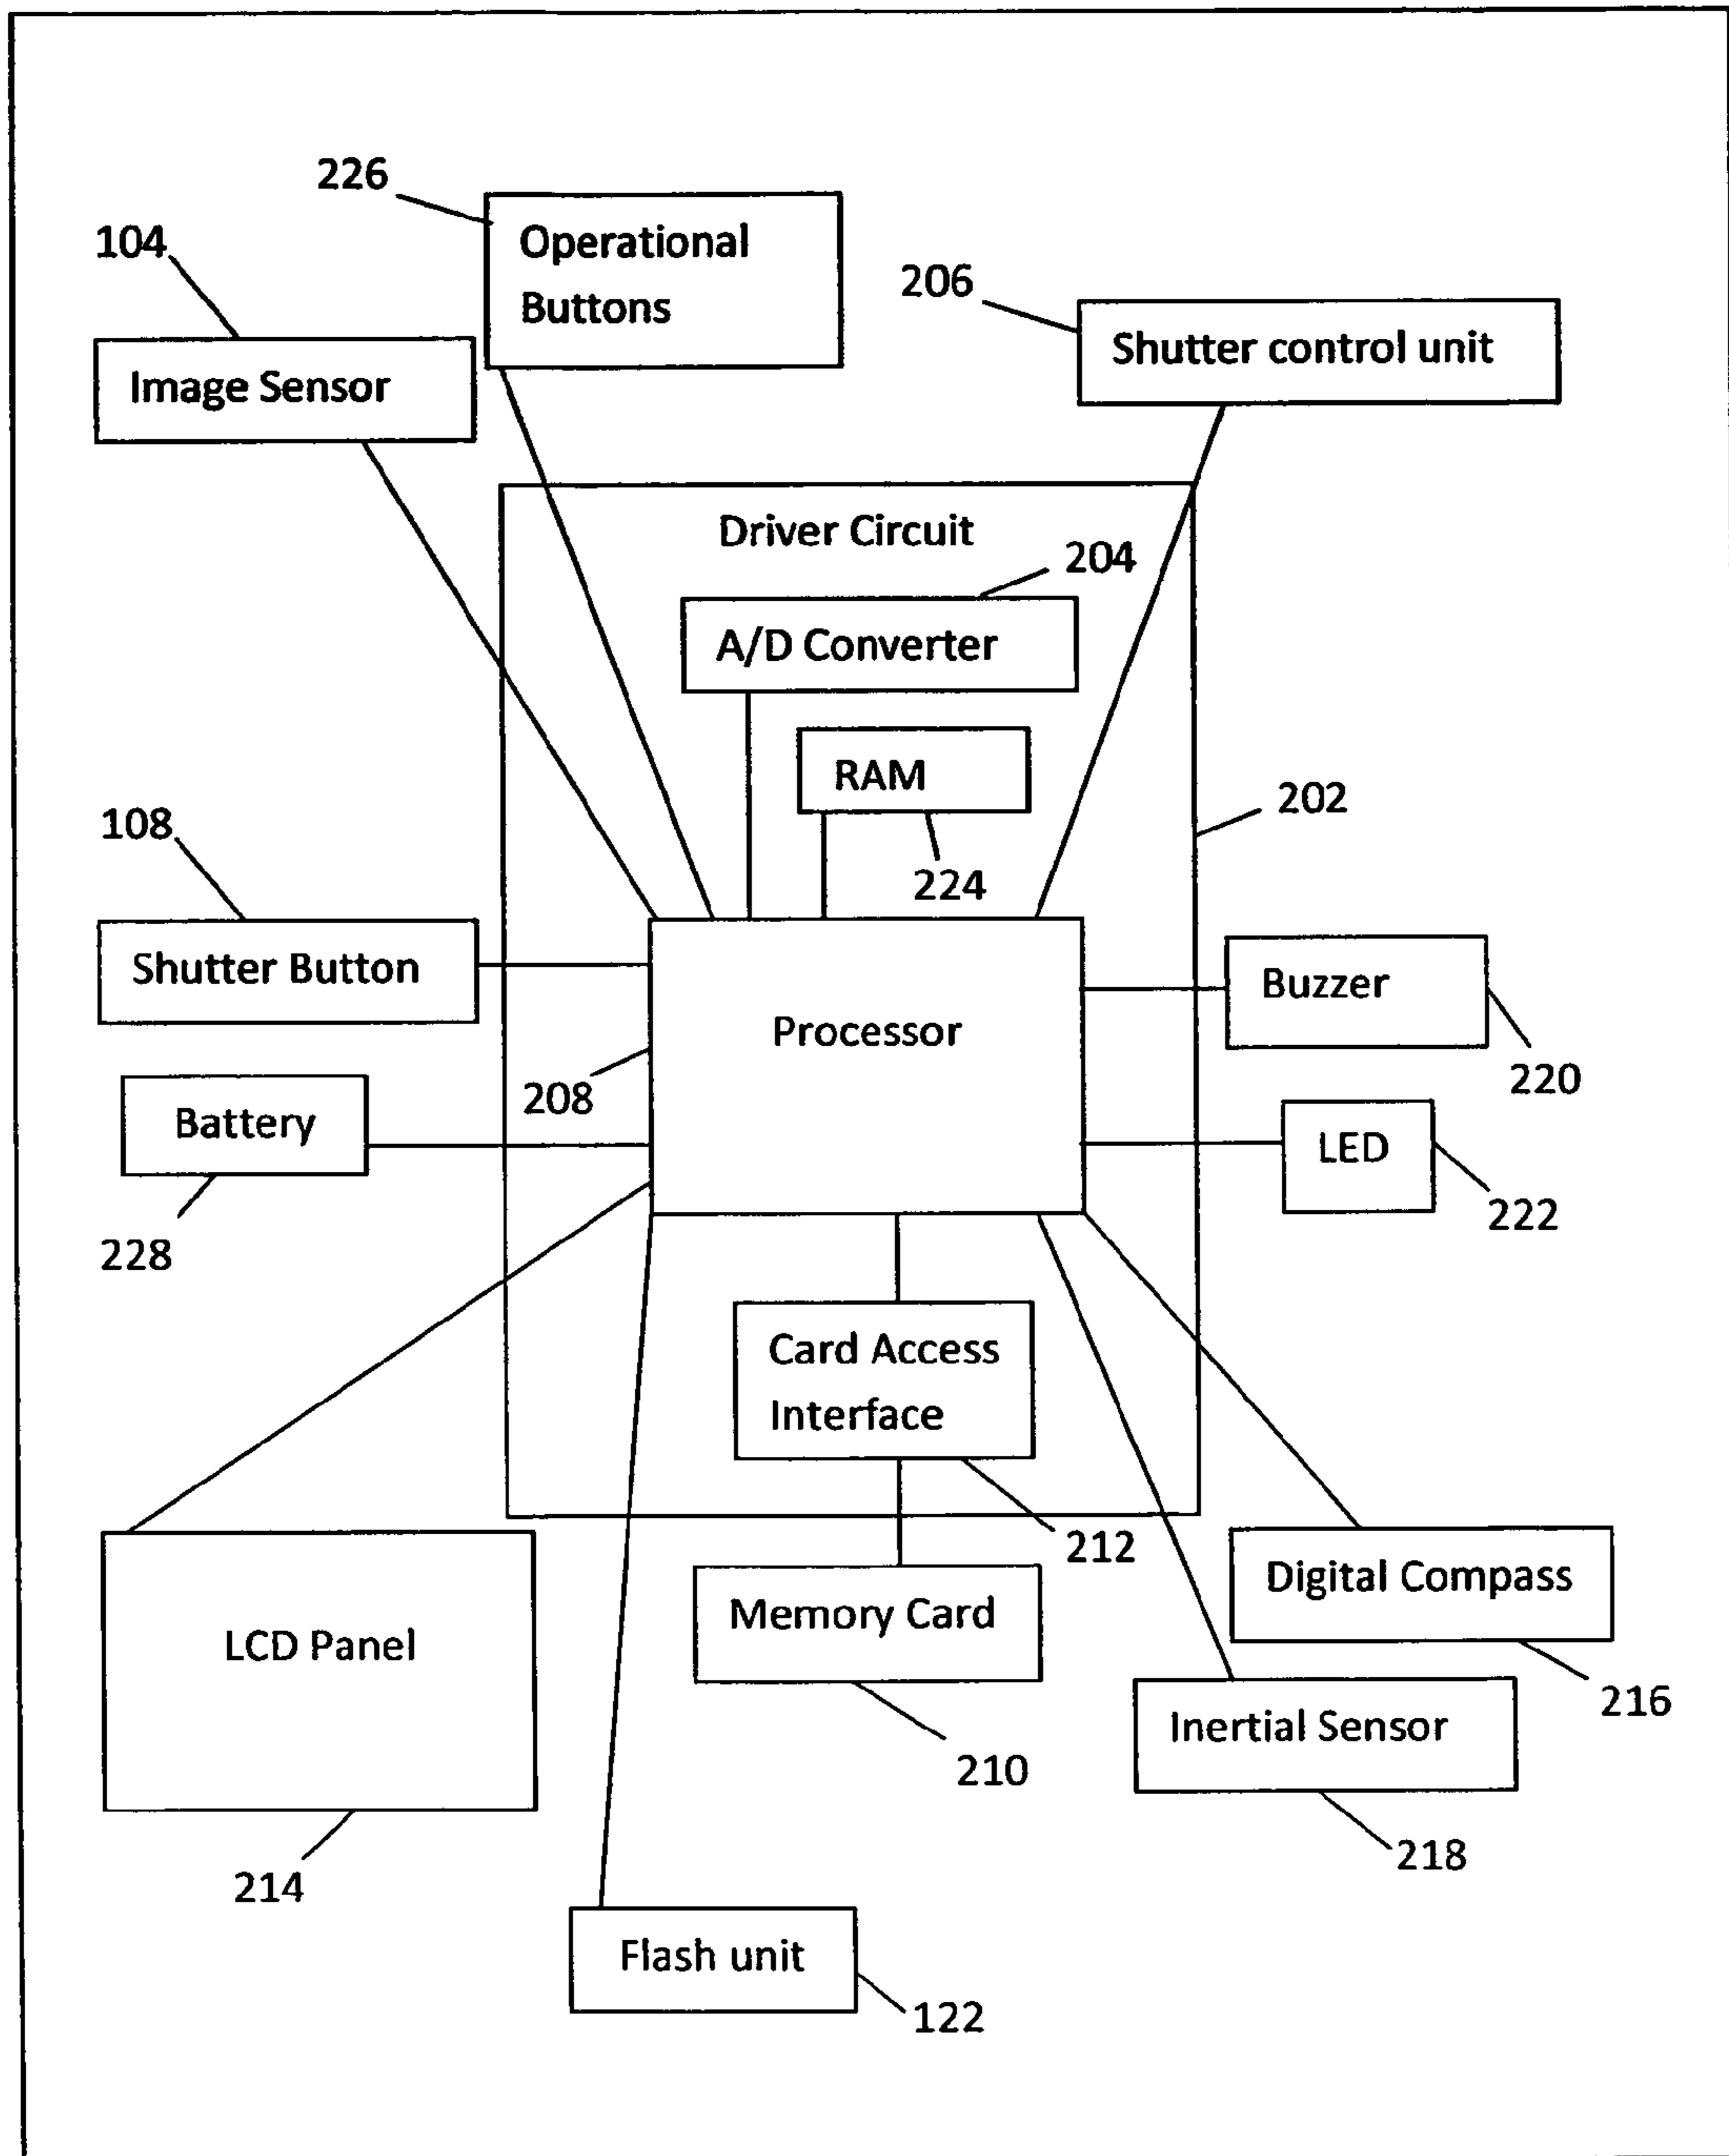 226
Operational
Buttons
104
Image Sensor
206
Shutter control unit
Driver Circuit
204
A/D Converter
RAM
224
202
108
Shutter Button
Processor
208
Buzzer
220
Battery
228
LED
222
Card Access
Interface
212
LCD Panel
214
Memory Card
210
Digital Compass
216
Inertial Sensor
218
Flash unit
122